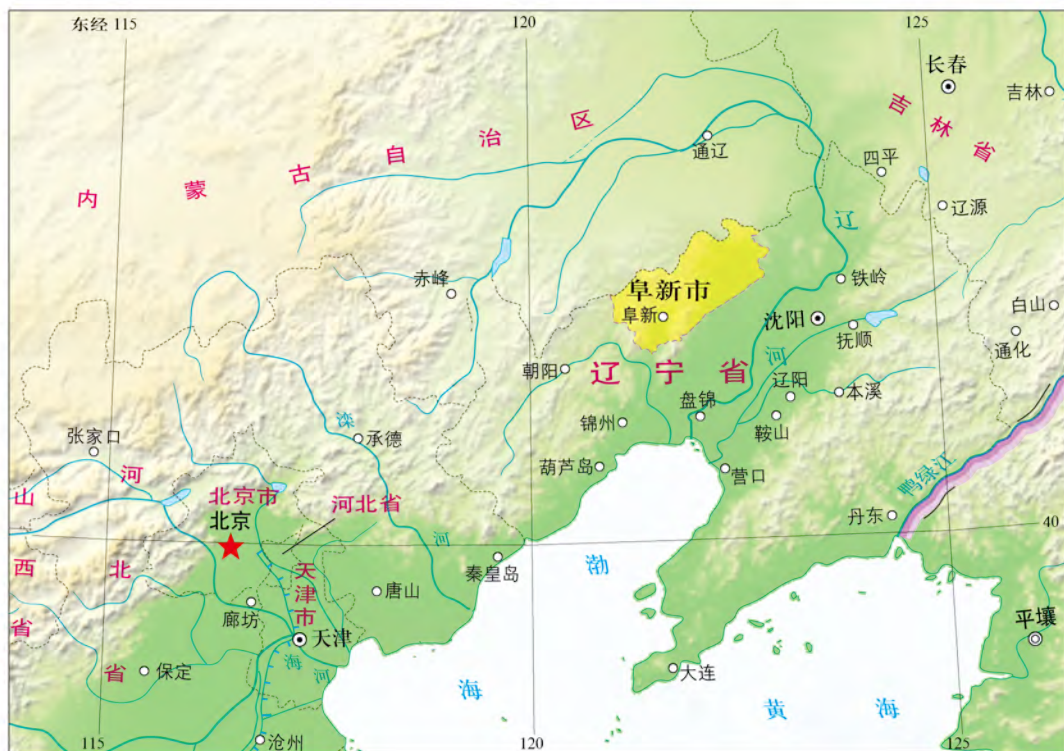 东经 115
120
125
长春
吉林
吉林省
内蒙古自治区
通辽
四平
辽源
辽
赤峰
铁岭
阜新市
阜新
沈阳
白山
抚顺
通化
河
朝阳
辽宁省
辽阳
本溪
盘锦
锦州
鞍山
滦
承德
张家口
葫芦岛
营口
鸭绿江
河
山
北京市
北京
河北省
丹东
40
河
秦皇岛
渤
西
北
天津市
唐山
廊坊
省
天津
平壤
海
河
保定
省
大连
海
黄
海
沧州
115
120
125